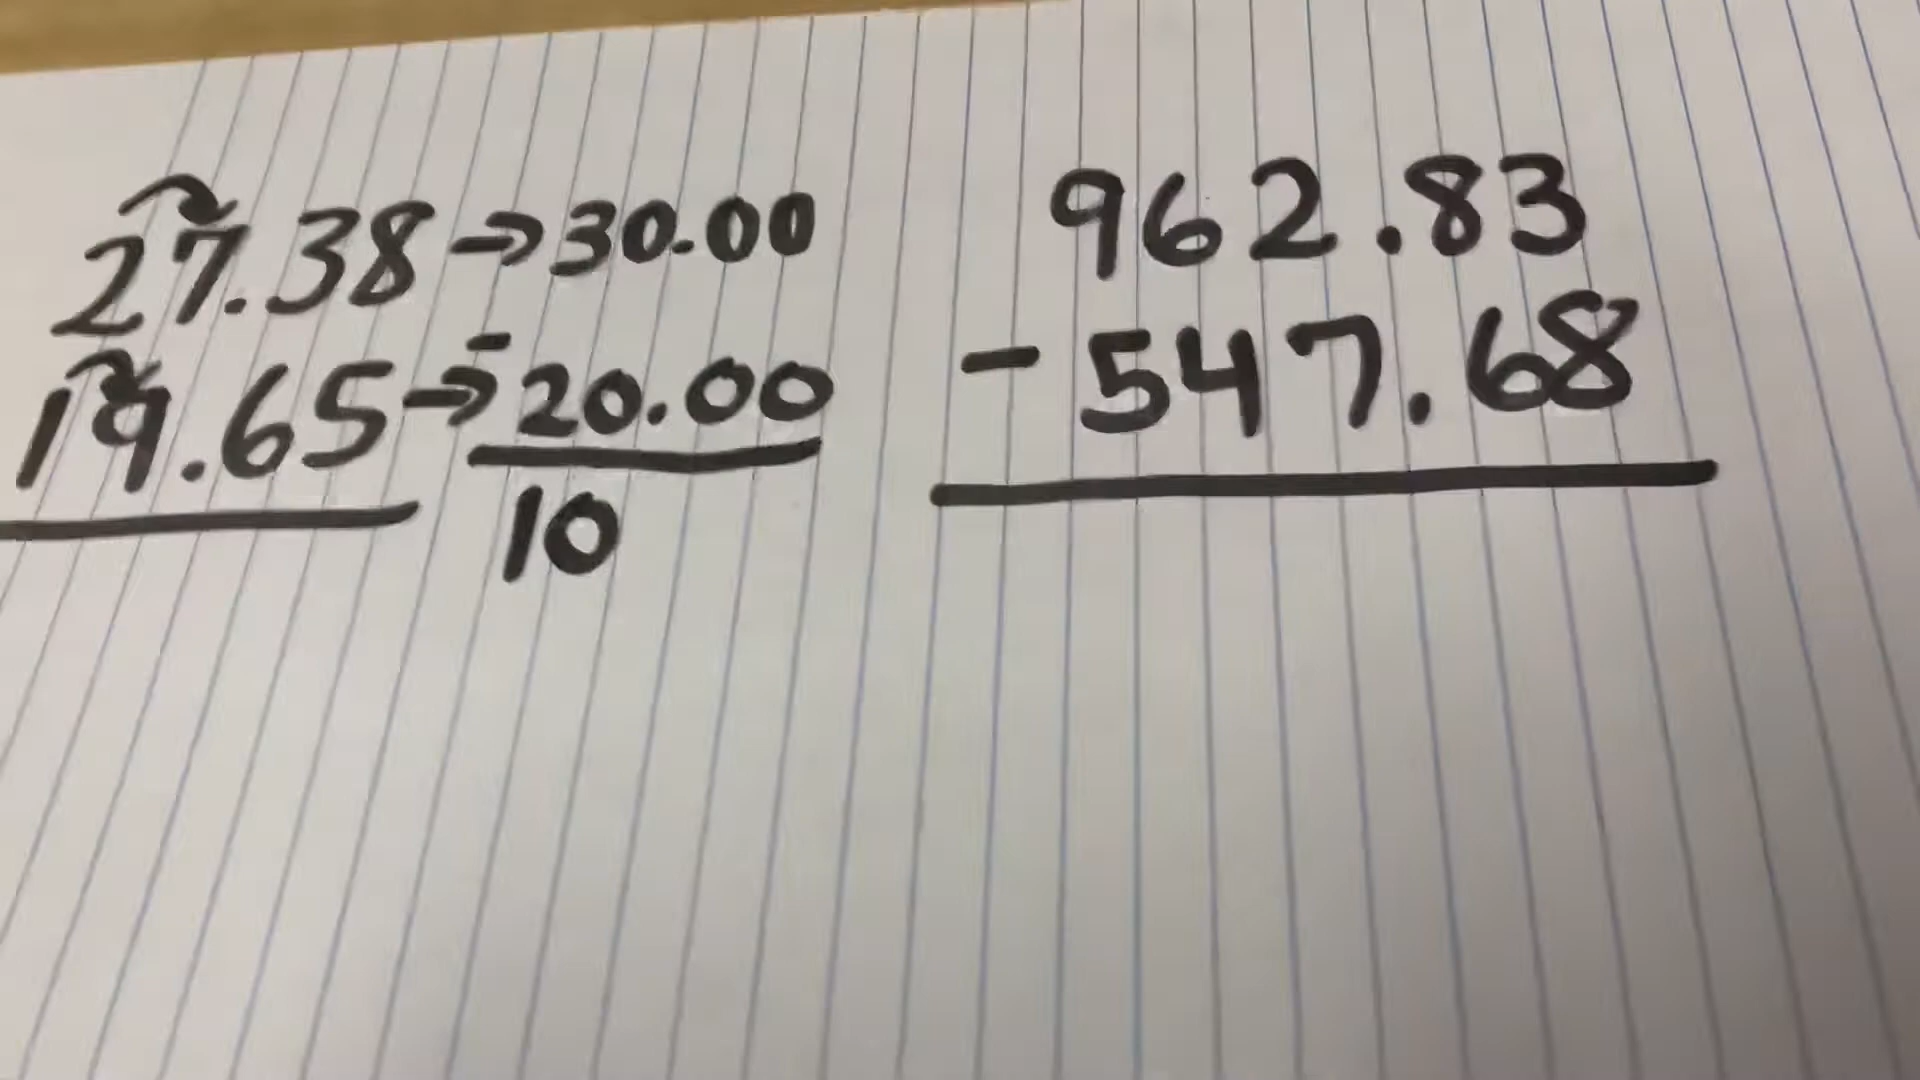 27.38 → 30.00
19.65 → - 20.00
10
962.83
- 547.68